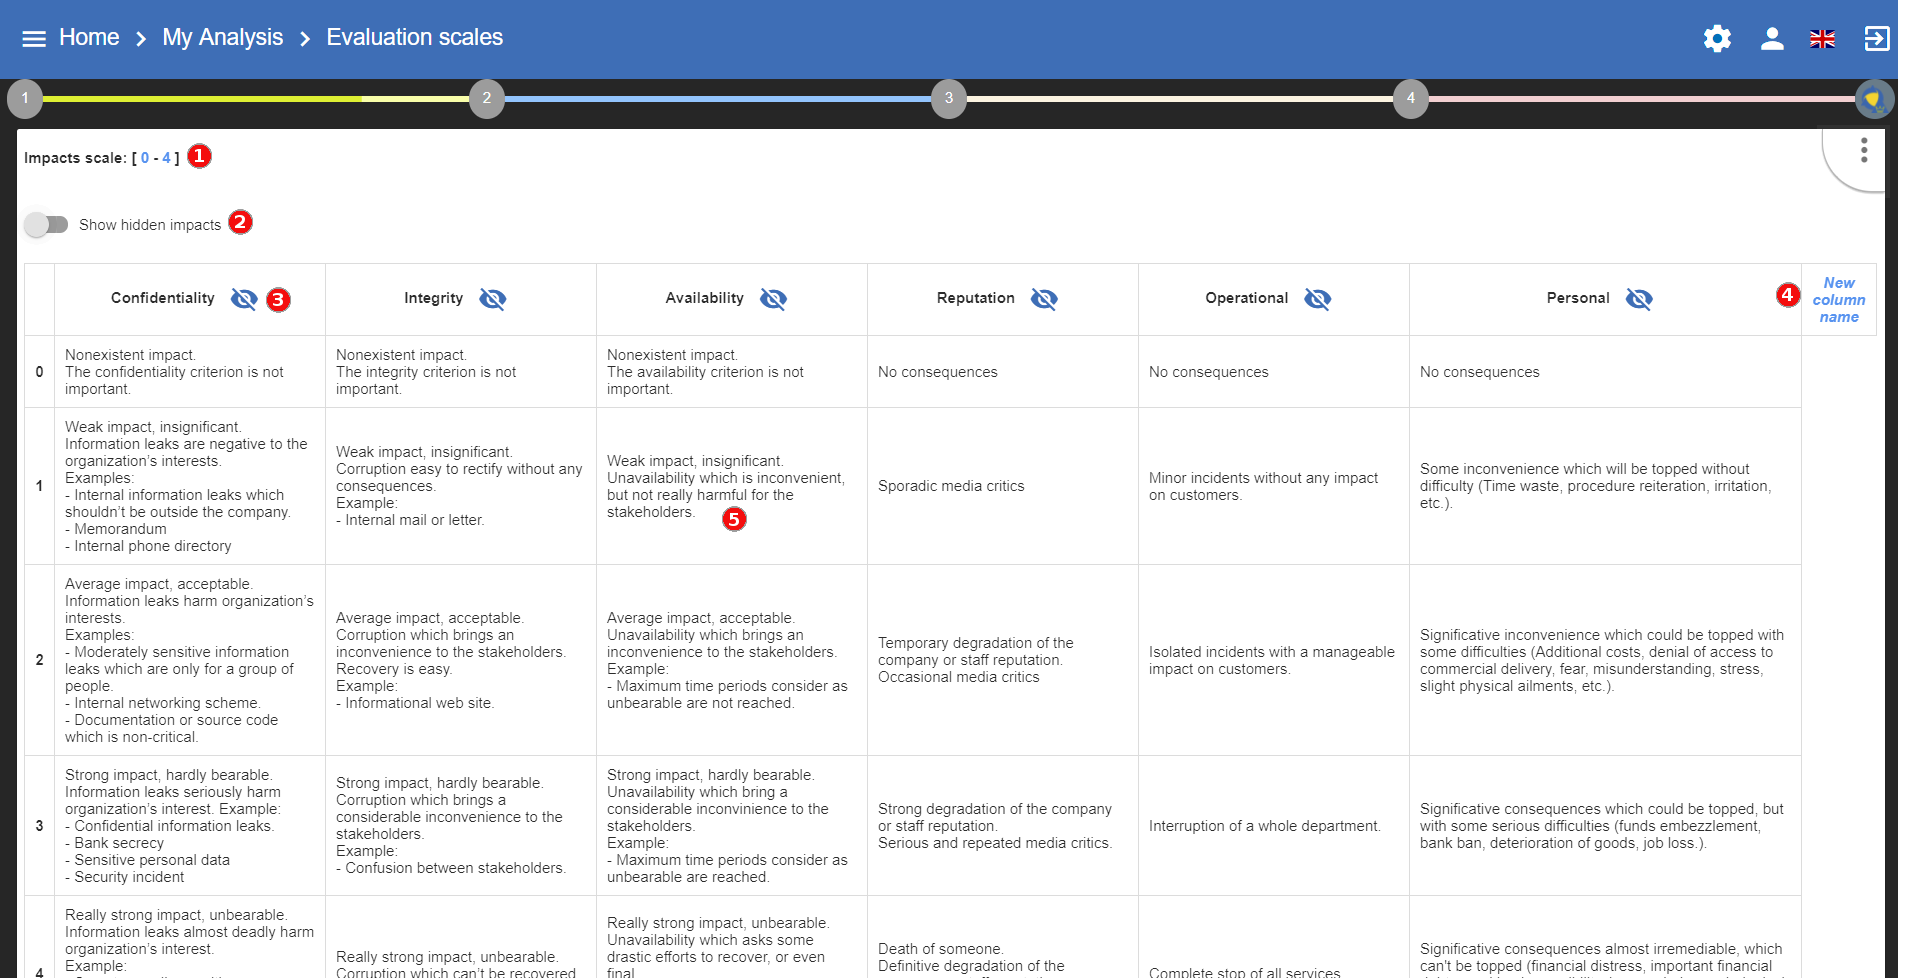 Home > My Analysis > Evaluation scales
1 2 3 4
Impacts scale: [ 0 - 4 ] 1
Show hidden impacts 2
Confidentiality 3 Integrity Availability Reputation Operational Personal 4
New
column
name
0
Nonexistent impact.
The confidentiality criterion is not
important.
Nonexistent impact.
The integrity criterion is not
important.
Nonexistent impact.
The availability criterion is not
important.
No consequences
No consequences
No consequences
1
Weak impact, insignificant.
Information leaks are negative to the
organization’s interests.
Examples:
- Internal information leaks which
shouldn’t be outside the company.
- Memorandum
- Internal phone directory
Weak impact, insignificant.
Corruption easy to rectify without any
consequences.
Example:
- Internal mail or letter.
Weak impact, insignificant.
Unavailability which is inconvenient,
but not really harmful for the
stakeholders.
5
Sporadic media critics
Minor incidents without any impact
on customers.
Some inconvenience which will be topped without
difficulty (Time waste, procedure reiteration, irritation,
etc.).
2
Average impact, acceptable.
Information leaks harm organization’s
interests.
Examples:
- Moderately sensitive information
leaks which are only for a group of
people.
- Internal networking scheme.
- Documentation or source code
which is non-critical.
Average impact, acceptable.
Corruption which brings an
inconvenience to the stakeholders.
Recovery is easy.
Example:
- Informational web site.
Average impact, acceptable.
Unavailability which brings an
inconvenience to the stakeholders.
Example:
- Maximum time periods consider as
unbearable are not reached.
Temporary degradation of the
company or staff reputation.
Occasional media critics
Isolated incidents with a manageable
impact on customers.
Significative inconvenience which could be topped with
some difficulties (Additional costs, denial of access to
commercial delivery, fear, misunderstanding, stress,
slight physical ailments, etc.).
3
Strong impact, hardly bearable.
Information leaks seriously harm
organization’s interest. Example:
- Confidential information leaks.
- Bank secrecy
- Sensitive personal data
- Security incident
Strong impact, hardly bearable.
Corruption which brings a
considerable inconvenience to the
stakeholders.
Example:
- Confusion between stakeholders.
Strong impact, hardly bearable.
Unavailability which bring a
considerable inconvinience to the
stakeholders.
Example:
- Maximum time periods consider as
unbearable are reached.
Strong degradation of the company
or staff reputation.
Serious and repeated media critics.
Interruption of a whole department.
Significative consequences which could be topped, but
with some serious difficulties (funds embezzlement,
bank ban, deterioration of goods, job loss.).
4
Really strong impact, unbearable.
Information leaks almost deadly harm
organization’s interest.
Example:
Really strong impact, unbearable.
Corruption which can’t be recovered
Really strong impact, unbearable.
Unavailability which asks some
drastic efforts to recover, or even
final
Death of someone.
Definitive degradation of the
Complete stop of all services
Significative consequences almost irremediable, which
can’t be topped (financial distress, important financial